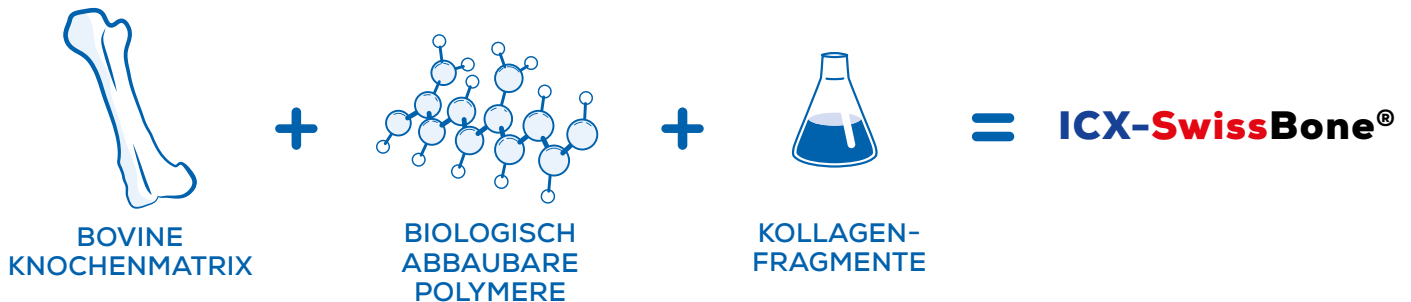 + + = ICX-SwissBone®
BOVINE
KNOCHENMATRIX
BIOLOGISCH
ABBAUBARE
POLYMERE
KOLLAGEN-
FRAGMENTE